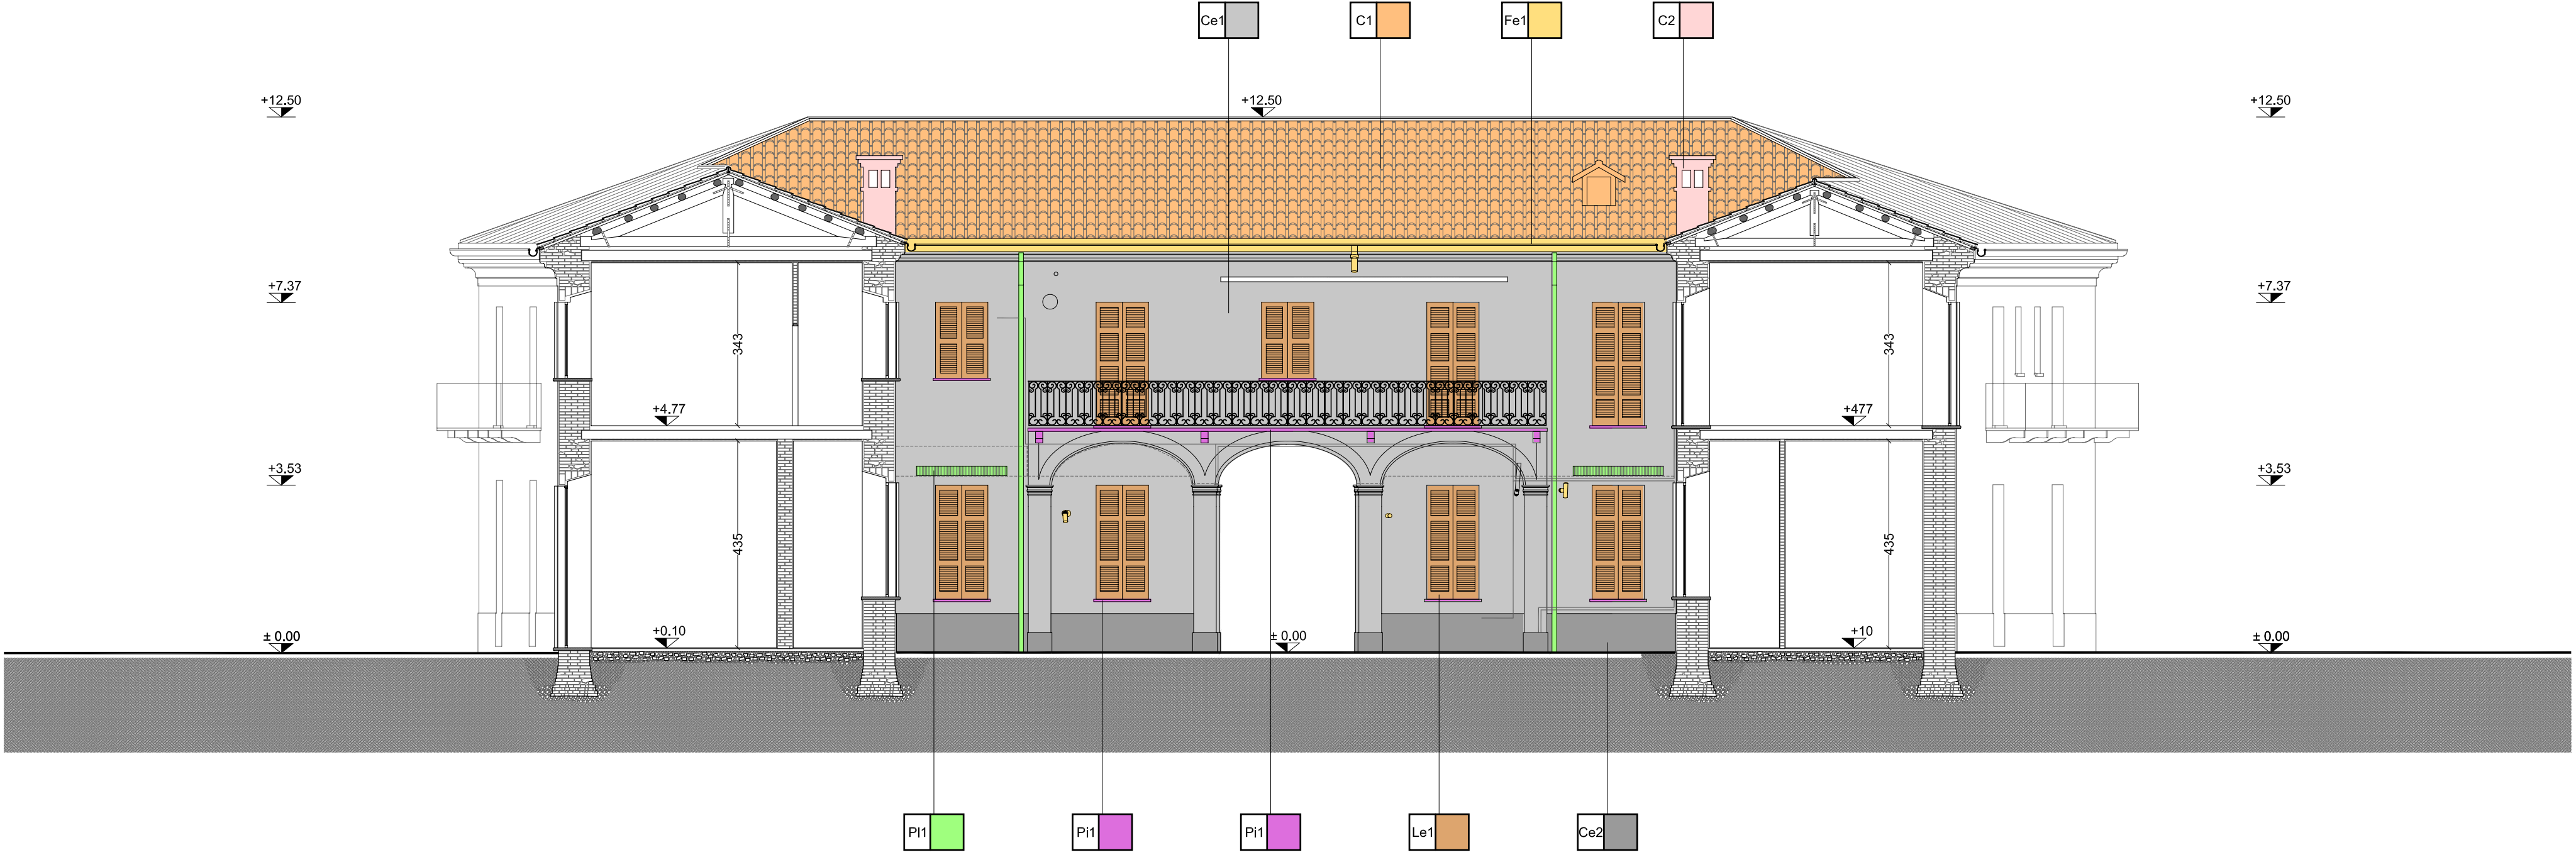 Ce1 C1 Fe1 C2
+12.50 +12.50 +12.50
+7.37 +7.37
343 343
+4.77 +477
+3.53 +3.53
435 435
± 0.00 +0.10 ± 0.00 +10 ± 0.00
Pl1 Pi1 Pi1 Le1 Ce2